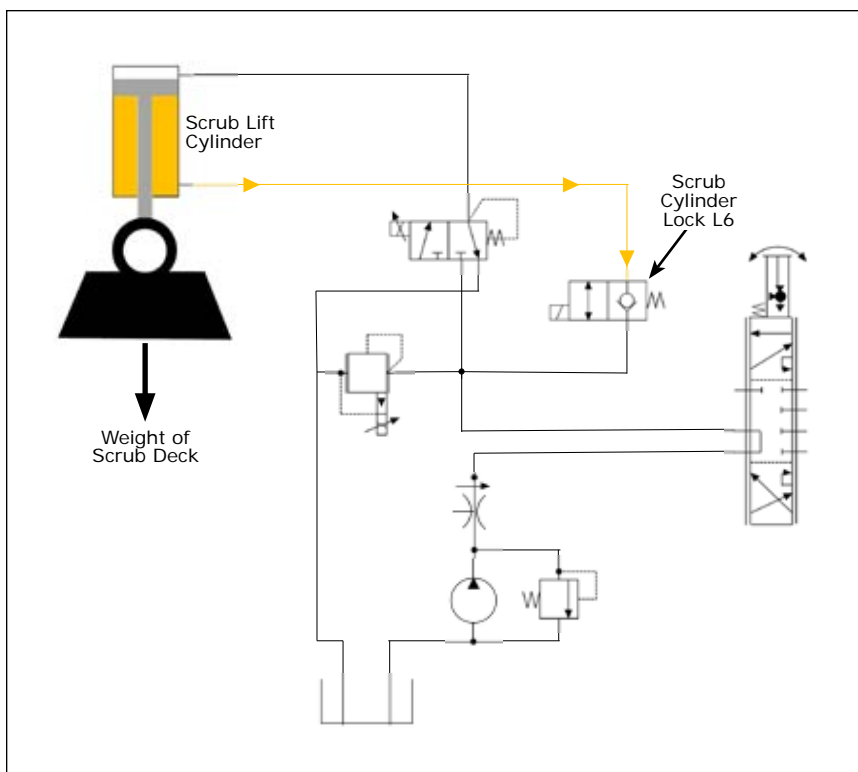 Scrub Lift
Cylinder
Scrub
Cylinder
Lock L6
Weight of
Scrub Deck